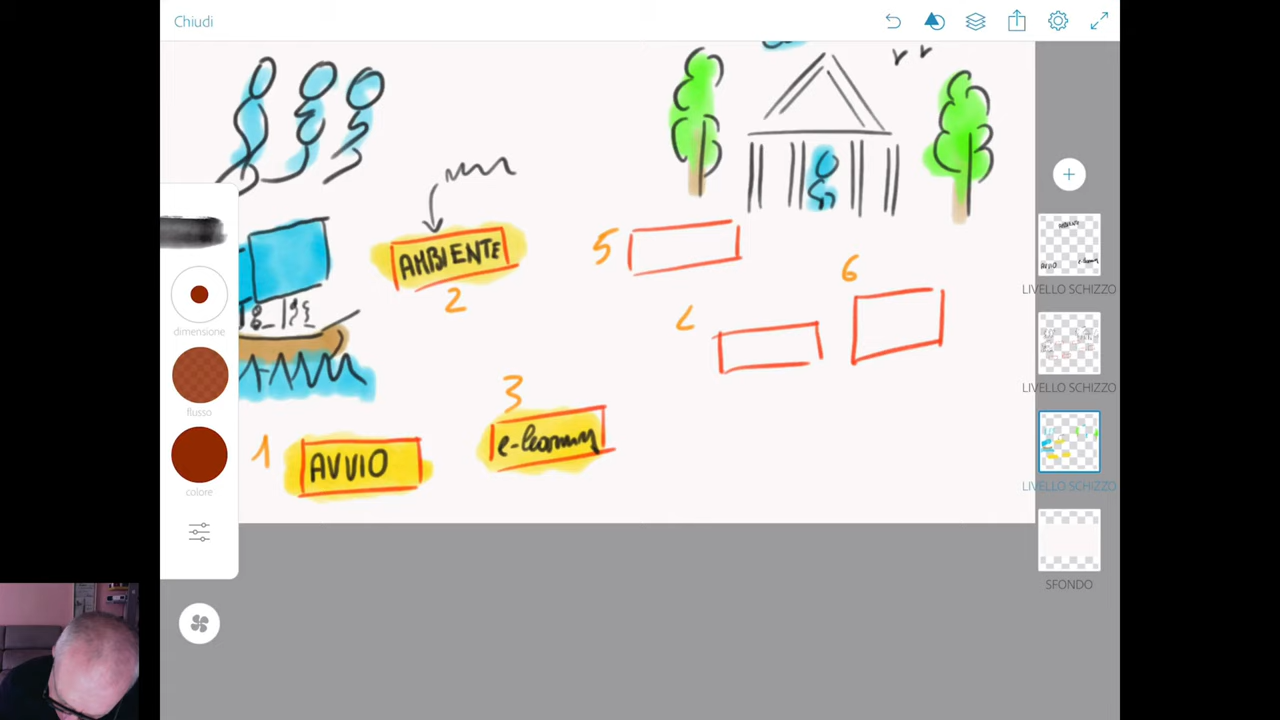 Chiudi
AMBIENTE
2
5
6
4
3
1
AVVIO
e-learning
dimensione
flusso
colore
LIVELLO SCHIZZO
LIVELLO SCHIZZO
LIVELLO SCHIZZO
SFONDO